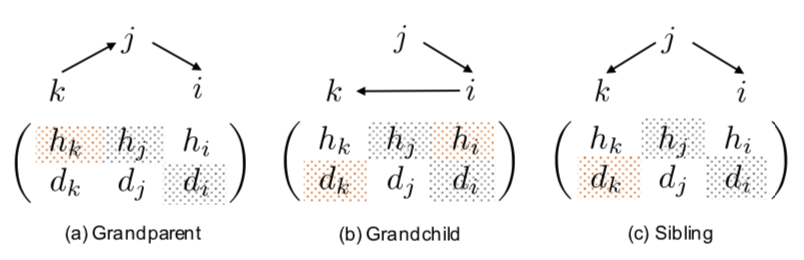 j j j
k i k i k i
h_k h_j h_i h_k h_j h_i h_k h_j h_i
d_k d_j d_i d_k d_j d_i d_k d_j d_i
(a) Grandparent (b) Grandchild (c) Sibling